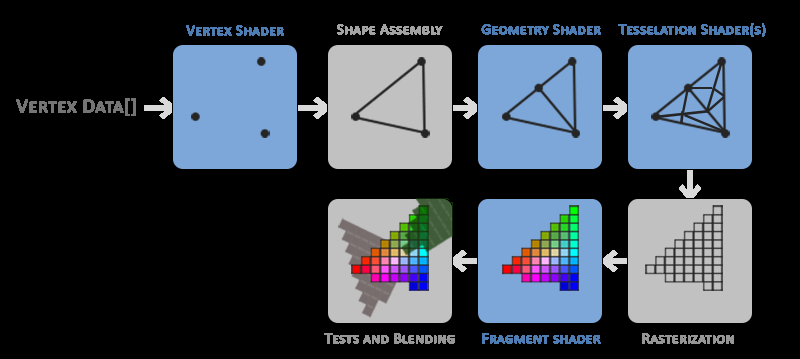 Vertex Shader
Shape Assembly
Geometry Shader
Tesselation Shader(s)
Vertex Data[]
Tests and Blending
Fragment shader
Rasterization